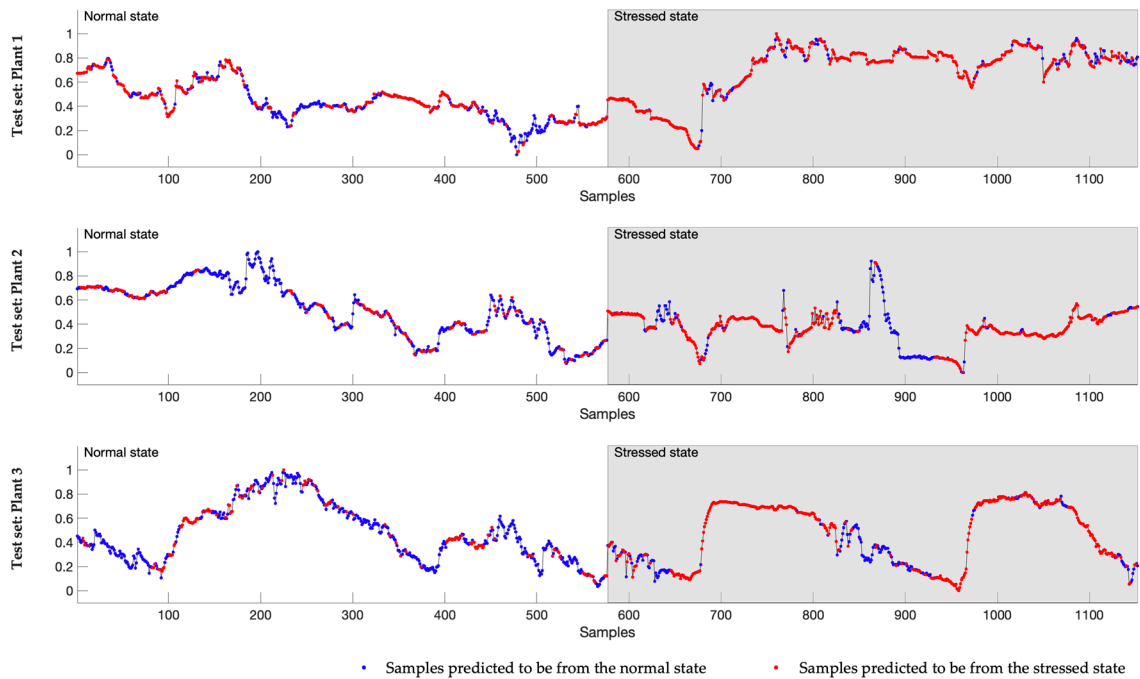 Normal state
Stressed state
Test set: Plant 1
1
0.8
0.6
0.4
0.2
0
100 200 300 400 500 600 700 800 900 1000 1100
Samples
Normal state
Stressed state
Test set: Plant 2
1
0.8
0.6
0.4
0.2
0
100 200 300 400 500 600 700 800 900 1000 1100
Samples
Normal state
Stressed state
Test set: Plant 3
1
0.8
0.6
0.4
0.2
0
100 200 300 400 500 600 700 800 900 1000 1100
Samples
Samples predicted to be from the normal state
Samples predicted to be from the stressed state